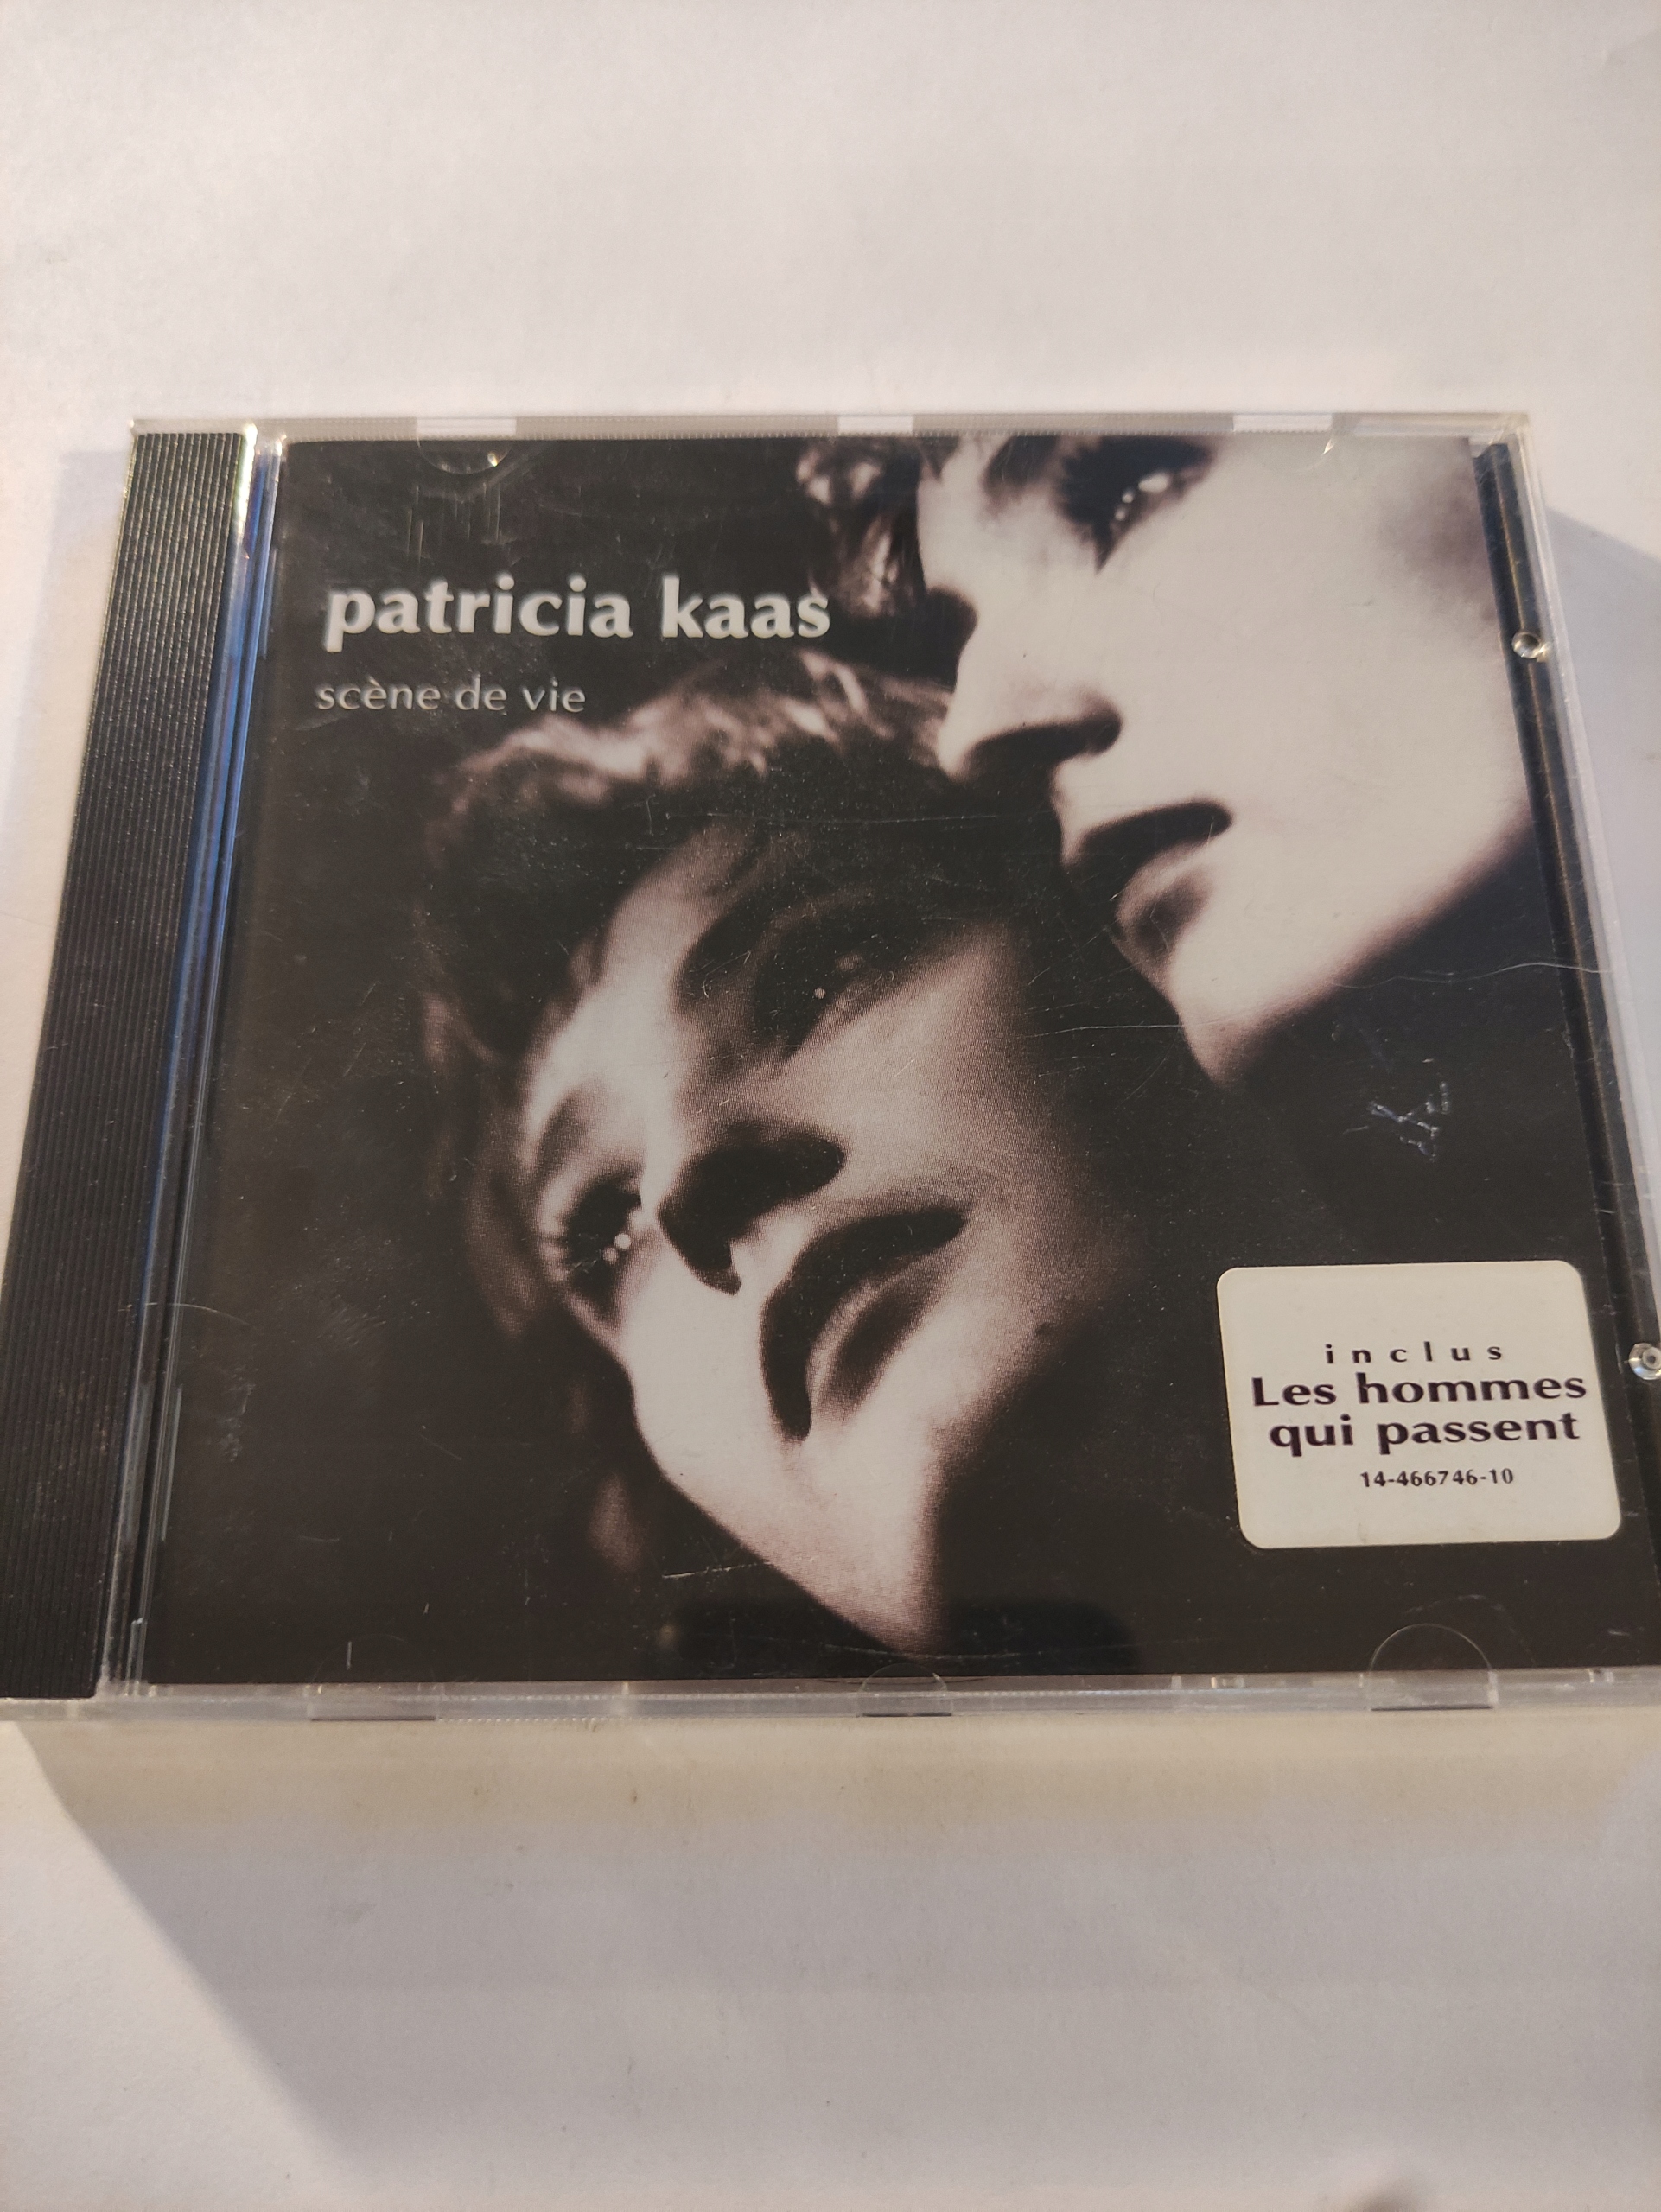 patricia kaas
scène de vie
inclus
Les hommes
qui passent
14-466746-10